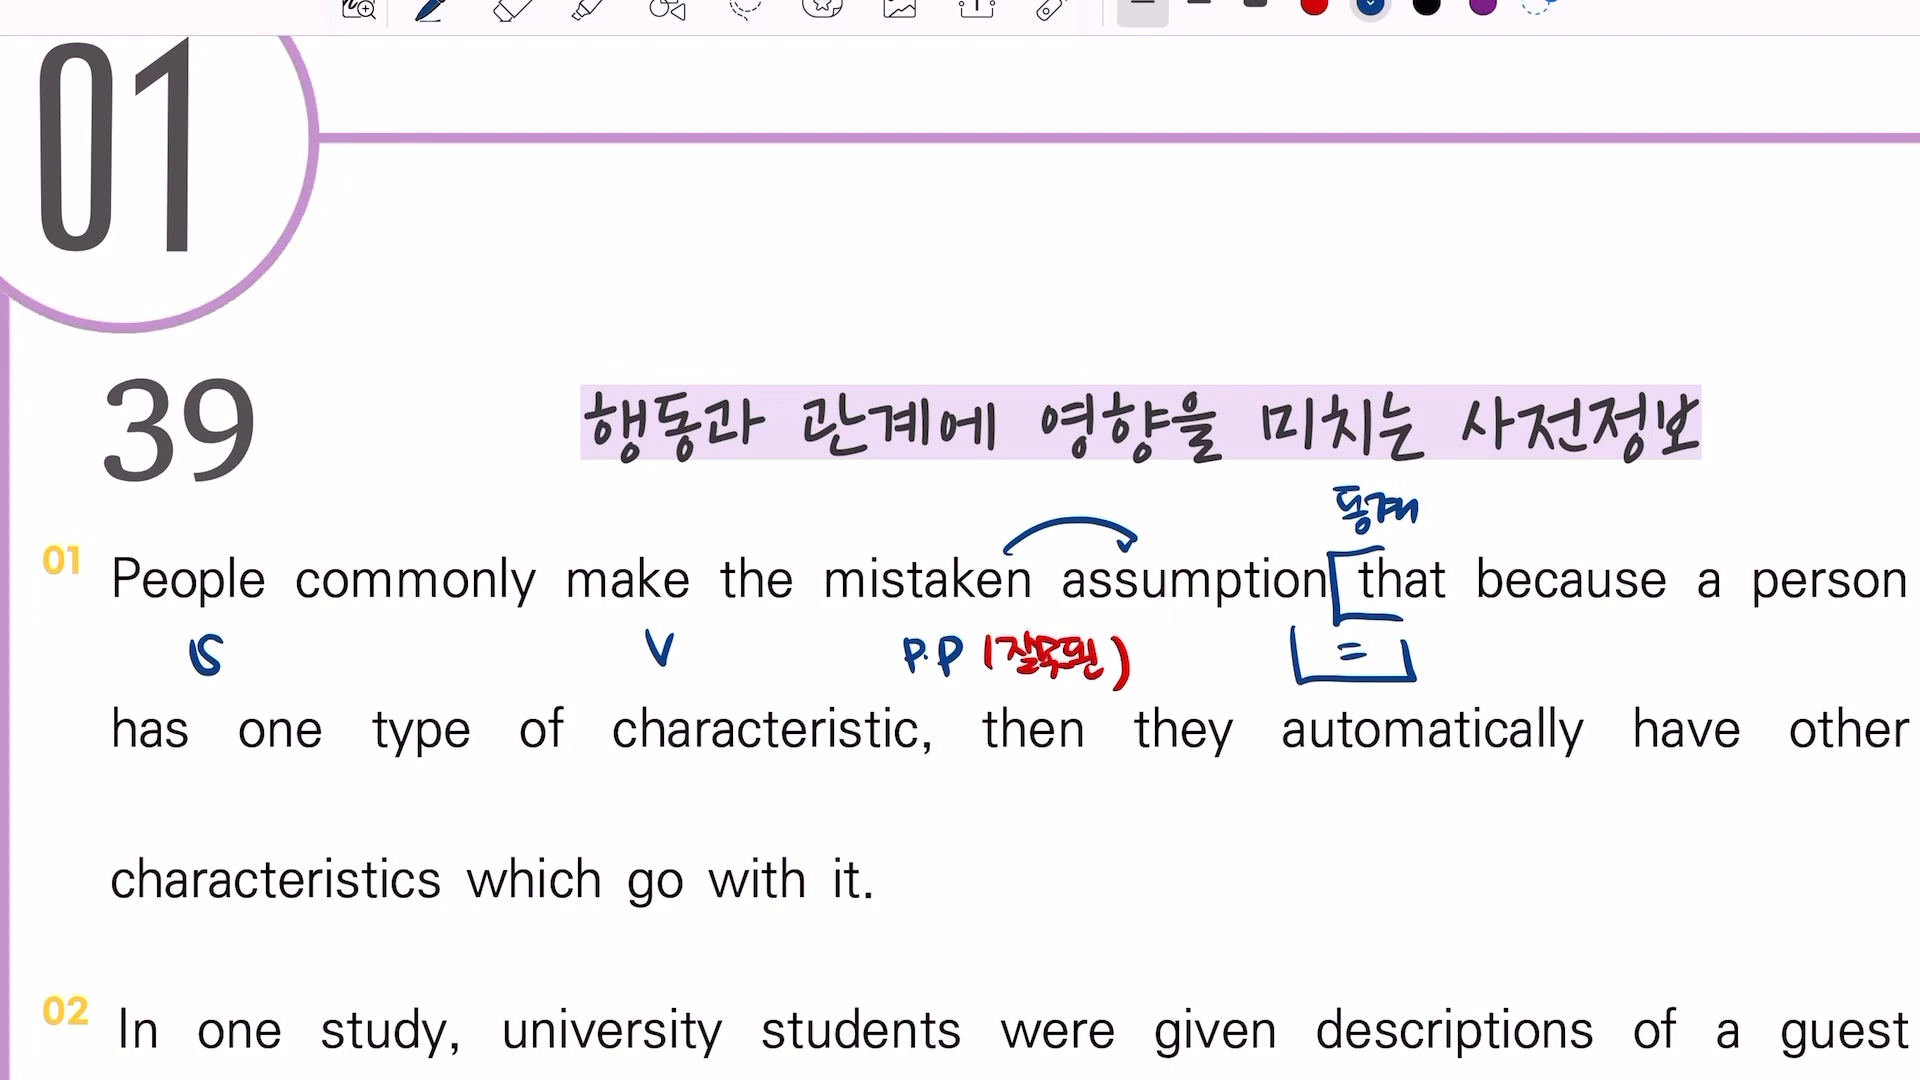 01
39
행동과 관계에 영향을 미치는 사전정보
동격
01 People commonly make the mistaken assumption that because a person
S V P.P (잘못된) =
has one type of characteristic, then they automatically have other
characteristics which go with it.
02 In one study, university students were given descriptions of a guest